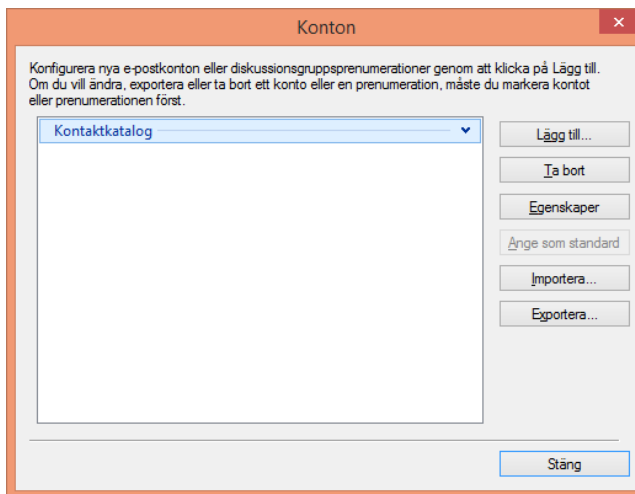 Konton
Konfigurera nya e-postkonton eller diskussionsgruppsprenumerationer genom att klicka på Lägg till.
Om du vill ändra, exportera eller ta bort ett konto eller en prenumeration, måste du markera kontot
eller prenumerationen först.
Kontaktkatalog
Lägg till...
Ta bort
Egenskaper
Ange som standard
Importera...
Exportera...
Stäng